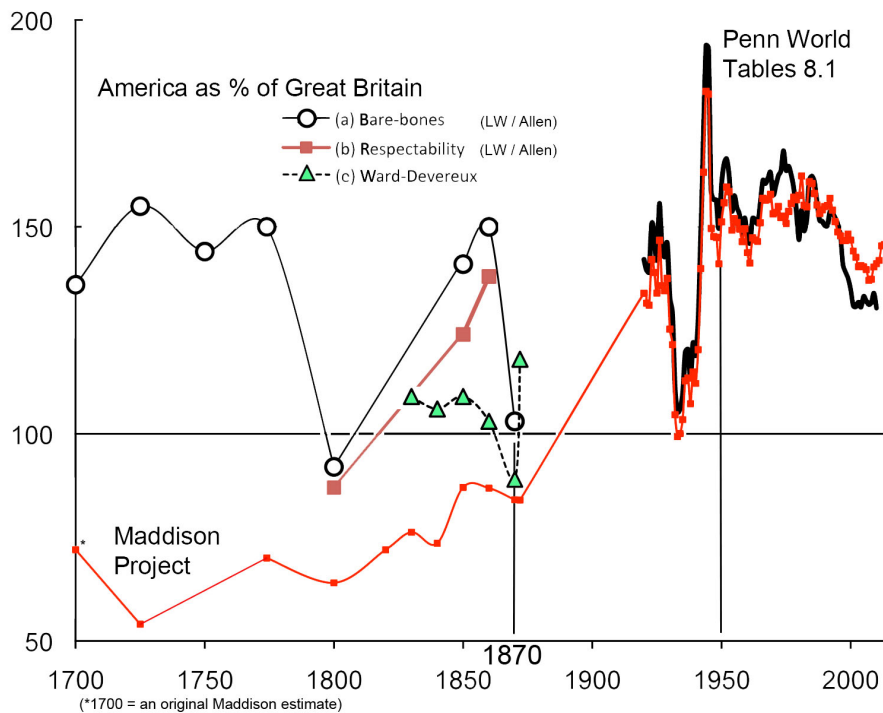 200
Penn World
Tables 8.1
America as % of Great Britain
(a) Bare-bones (LW / Allen)
(b) Respectability (LW / Allen)
(c) Ward-Devereux
150
100
*
Maddison
Project
50
1700
1750
1800
1850
1870
1900
1950
2000
(*1700 = an original Maddison estimate)